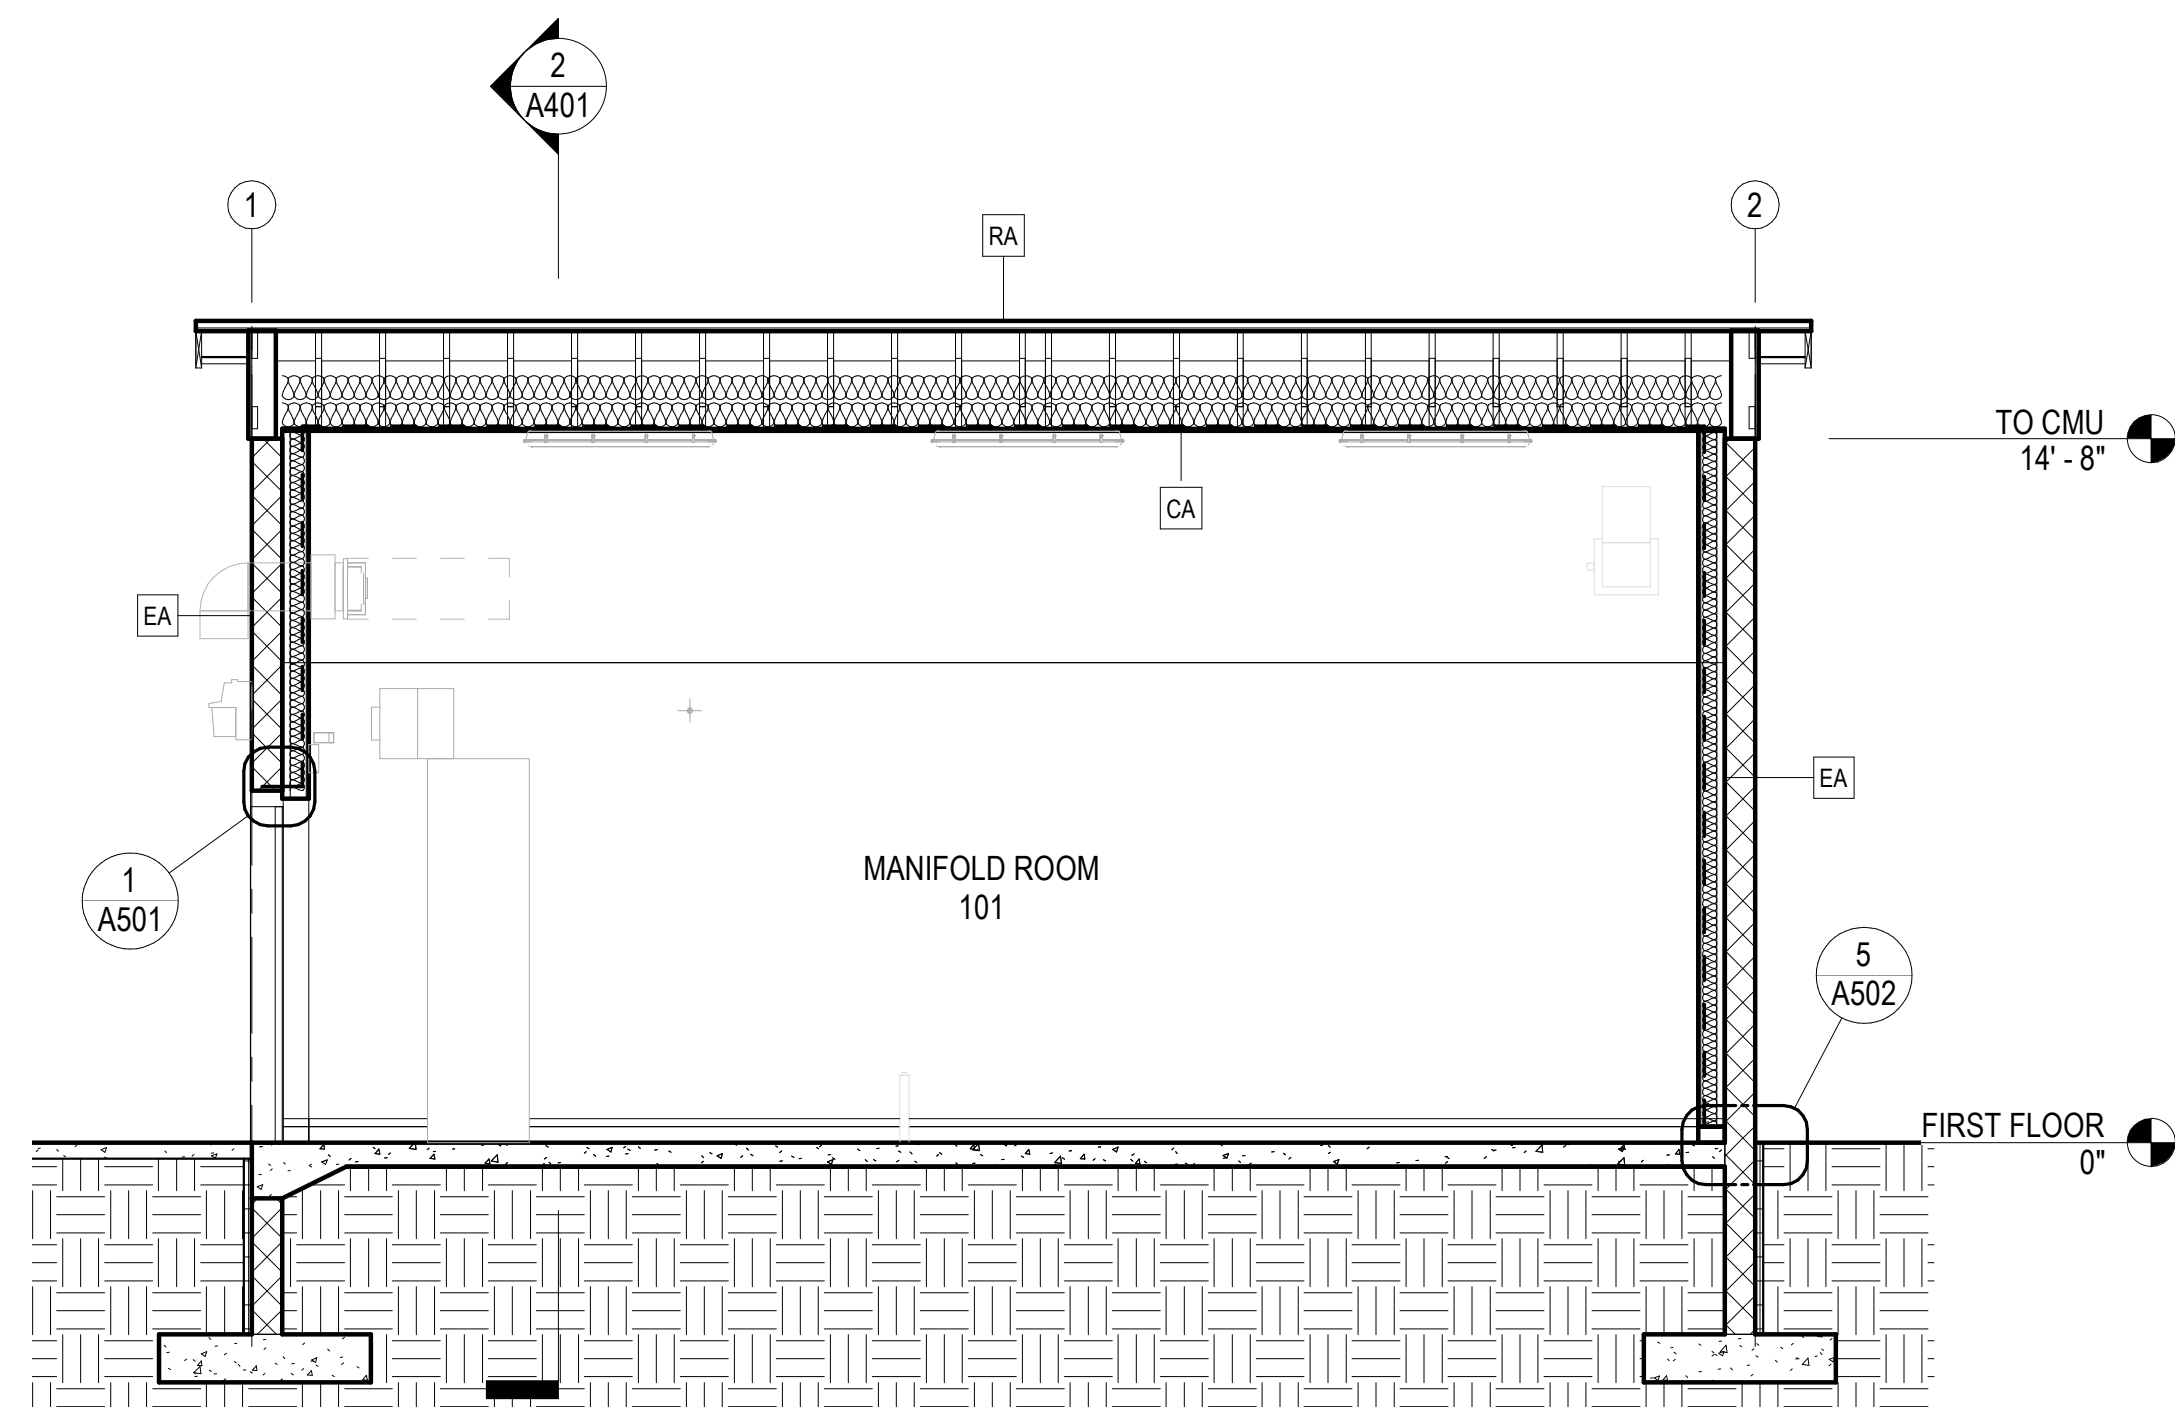 2
A401
1
2
RA
TO CMU
14' - 8"
CA
EA
EA
MANIFOLD ROOM
101
1
A501
5
A502
FIRST FLOOR
0"